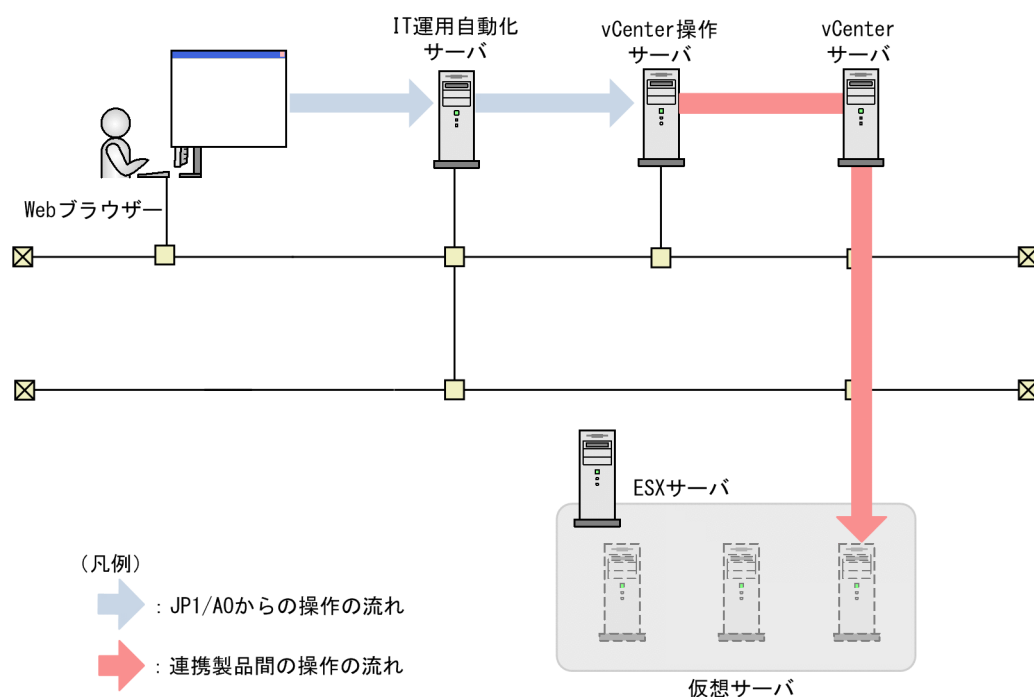 IT運用自動化
サーバ
vCenter操作
サーバ
vCenter
サーバ
Webブラウザー
ESXサーバ
(凡例)
：JP1/AOからの操作の流れ
：連携製品間の操作の流れ
仮想サーバ